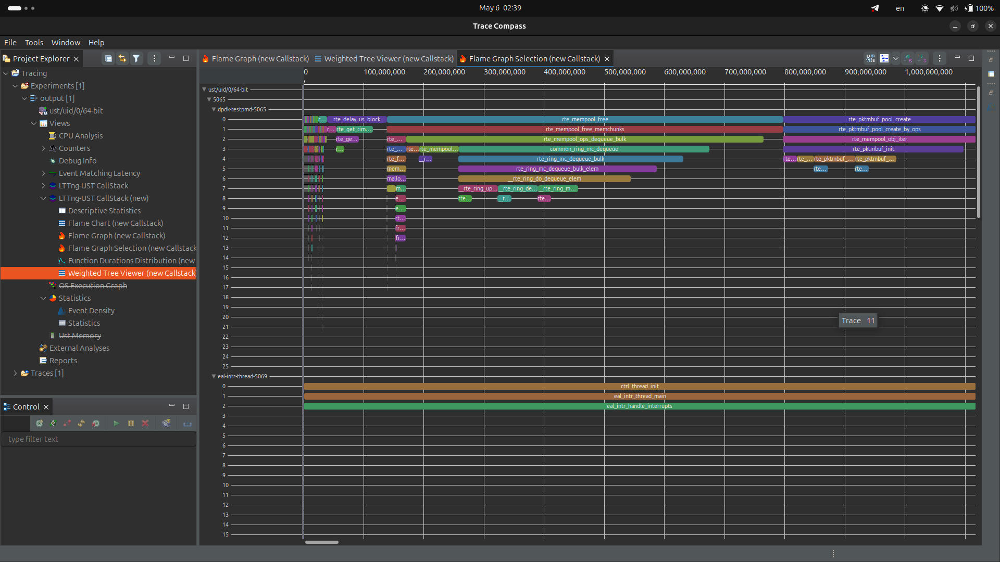 May 6  02:39
en
100%
Trace Compass
File Tools Window Help
Project Explorer
Flame Graph (new Callstack)
Weighted Tree Viewer (new Callstack)
Flame Graph Selection (new Callstack)
Tracing
Experiments [1]
output [1]
ust/uid/0/64-bit
Views
CPU Analysis
Counters
Debug Info
Event Matching Latency
LTTng-UST CallStack
LTTng-UST CallStack (new)
Descriptive Statistics
Flame Chart (new Callstack)
Flame Graph (new Callstack)
Flame Graph Selection (new Callstack
Function Durations Distribution (new
Weighted Tree Viewer (new Callstack
OS Execution Graph
Statistics
Event Density
Statistics
Ust Memory
External Analyses
Reports
Traces [1]
Control
type filter text
0 100,000,000 200,000,000 300,000,000 400,000,000 500,000,000 600,000,000 700,000,000 800,000,000 900,000,000 1,000,000,000
ust/uid/0/64-bit
5065
dpdk-testpmd-5065
0 r... rte_delay_us_block rte_mempool_free rte_pktmbuf_pool_create
1 r... rte_get_tim... rte_mempool_free_memchunks rte_pktmbuf_pool_create_by_ops
2 rte_ge... rte_... rte_mempool_ops_dequeue_bulk rte_mempool_obj_iter
3 r... rte_... rte... rte_mempool... common_ring_mc_dequeue rte_pktmbuf_init
4 rte_f... __r... rte_ring_mc_dequeue_bulk rte... rte_... rte_pktmbuf_... rte_pktmbuf_...
5 mem... rte_ring_mc_dequeue_bulk_elem rte... rte...
6 mallo... __rte_ring_do_dequeue_elem
7 m... __rte_ring_up... __rte_ring_de... __rte_ring_m...
8 e... rte... __r... rte...
9 e...
10 rt...
11 fr...
12 fr...
13
14
15
16
17
18
19
20
21
22
23
24
25
Trace 11
eal-intr-thread-5069
0 ctrl_thread_init
1 eal_intr_thread_main
2 eal_intr_handle_interrupts
3
4
5
6
7
8
9
10
11
12
13
14
15